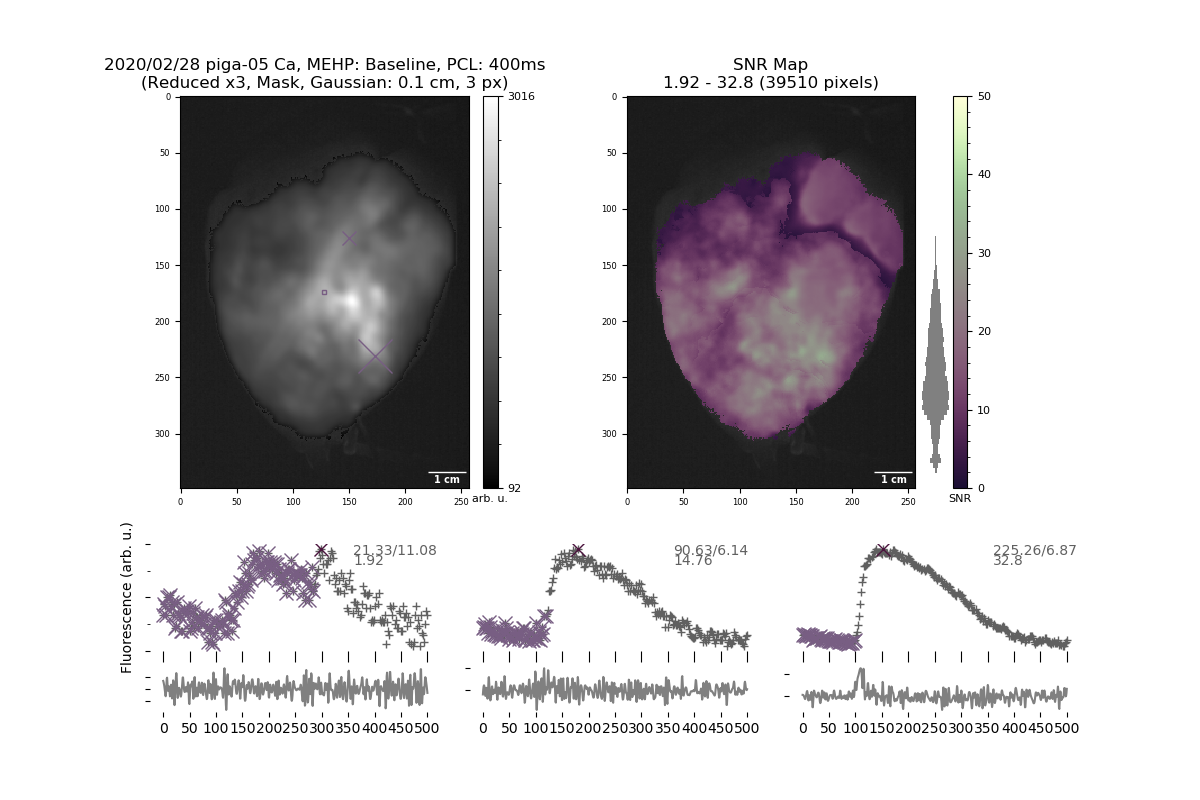 2020/02/28 piga-05 Ca, MEHP: Baseline, PCL: 400ms
(Reduced x3, Mask, Gaussian: 0.1 cm, 3 px)
SNR Map
1.92 - 32.8 (39510 pixels)
0
50
100
150
200
250
300
0 50 100 150 200 250
1 cm
3016
92
arb. u.
0
50
100
150
200
250
300
0 50 100 150 200 250
1 cm
50
40
30
20
10
0
SNR
Fluorescence (arb. u.)
21.33/11.08
1.92
90.63/6.14
14.76
225.26/6.87
32.8
0 50 100 150 200 250 300 350 400 450 500
0 50 100 150 200 250 300 350 400 450 500
0 50 100 150 200 250 300 350 400 450 500